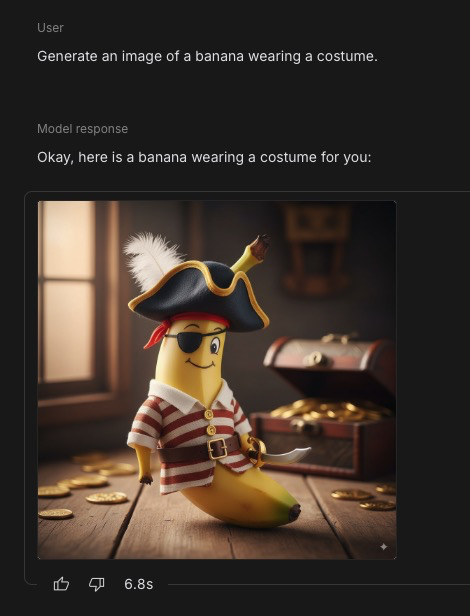 User
Generate an image of a banana wearing a costume.
Model response
Okay, here is a banana wearing a costume for you:
6.8s